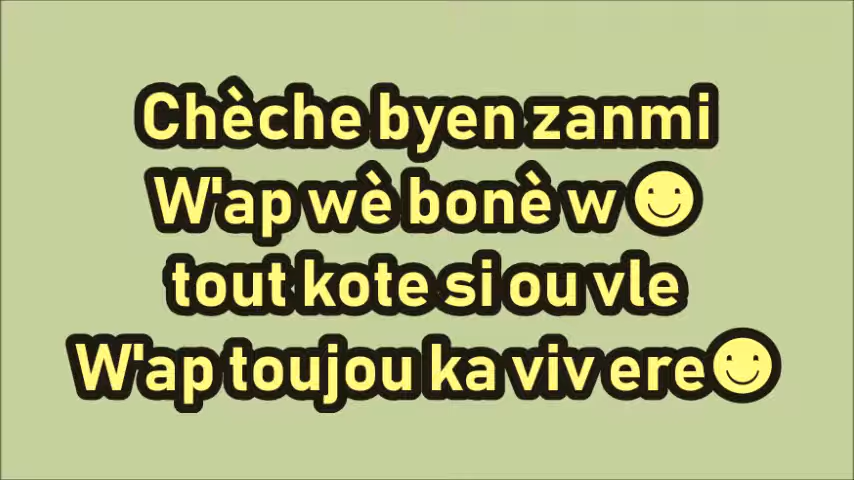 Chèche byen zanmi
W'ap wè bonè w 🙂
tout kote si ou vle
W'ap toujou ka viv ere🙂